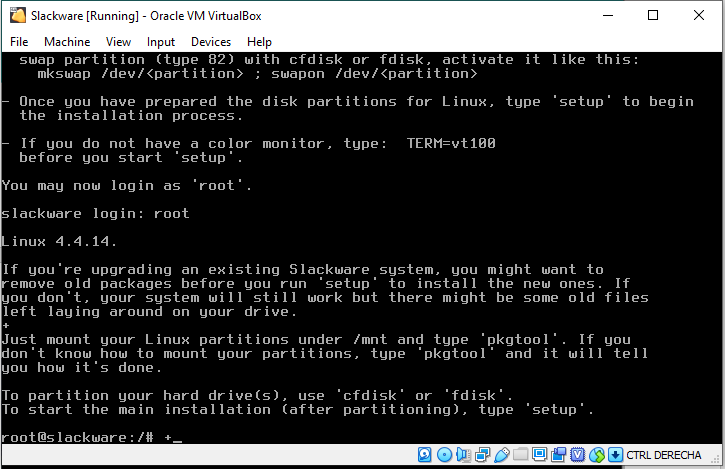 Slackware [Running] - Oracle VM VirtualBox
File Machine View Input Devices Help
swap partition (type 82) with cfdisk or fdisk, activate it like this:
mkswap /dev/<partition> ; swapon /dev/<partition>
- Once you have prepared the disk partitions for Linux, type 'setup' to begin
the installation process.
- If you do not have a color monitor, type:  TERM=vt100
before you start 'setup'.
You may now login as 'root'.
slackware login: root
Linux 4.4.14.
If you're upgrading an existing Slackware system, you might want to
remove old packages before you run 'setup' to install the new ones. If
you don't, your system will still work but there might be some old files
left laying around on your drive.
+
Just mount your Linux partitions under /mnt and type 'pkgtool'. If you
don't know how to mount your partitions, type 'pkgtool' and it will tell
you how it's done.
To partition your hard drive(s), use 'cfdisk' or 'fdisk'.
To start the main installation (after partitioning), type 'setup'.
root@slackware:/# +_
CTRL DERECHA